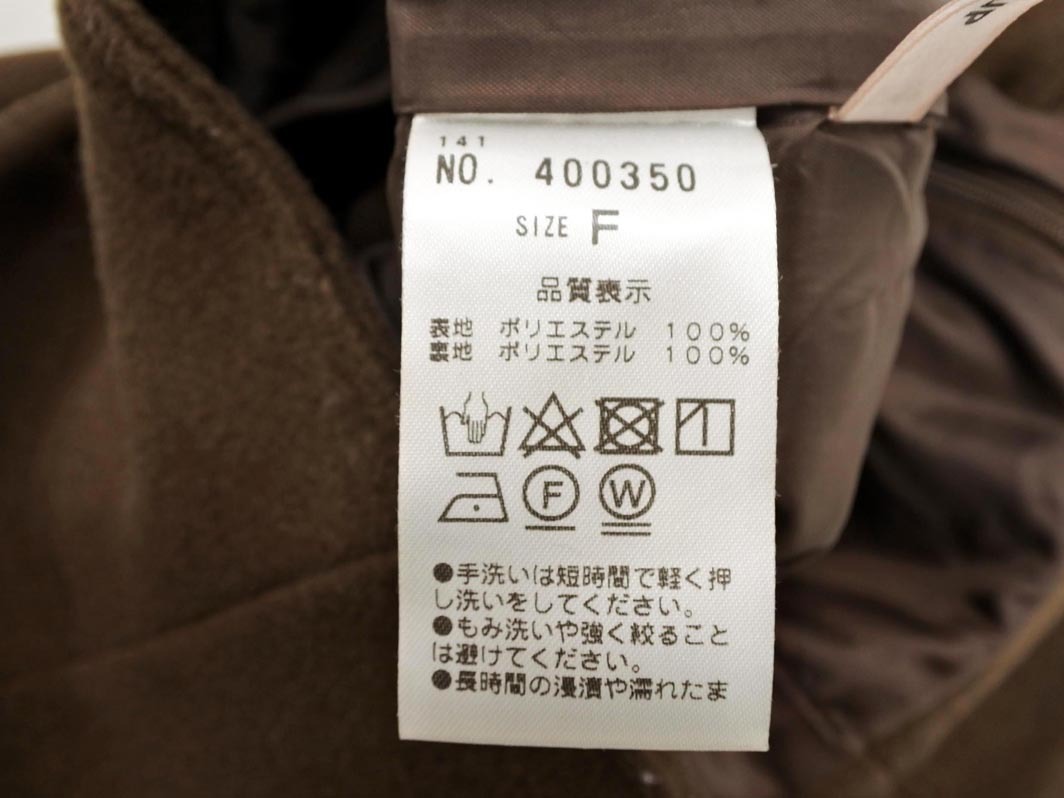 UP
141
NO. 400350
SIZE F
品質表示
表地 ポリエステル 100%
裏地 ポリエステル 100%
F W
●手洗いは短時間で軽く押
し洗いをしてください。
●もみ洗いや強く絞ること
は避けてください。
●長時間の浸漬や濡れたま